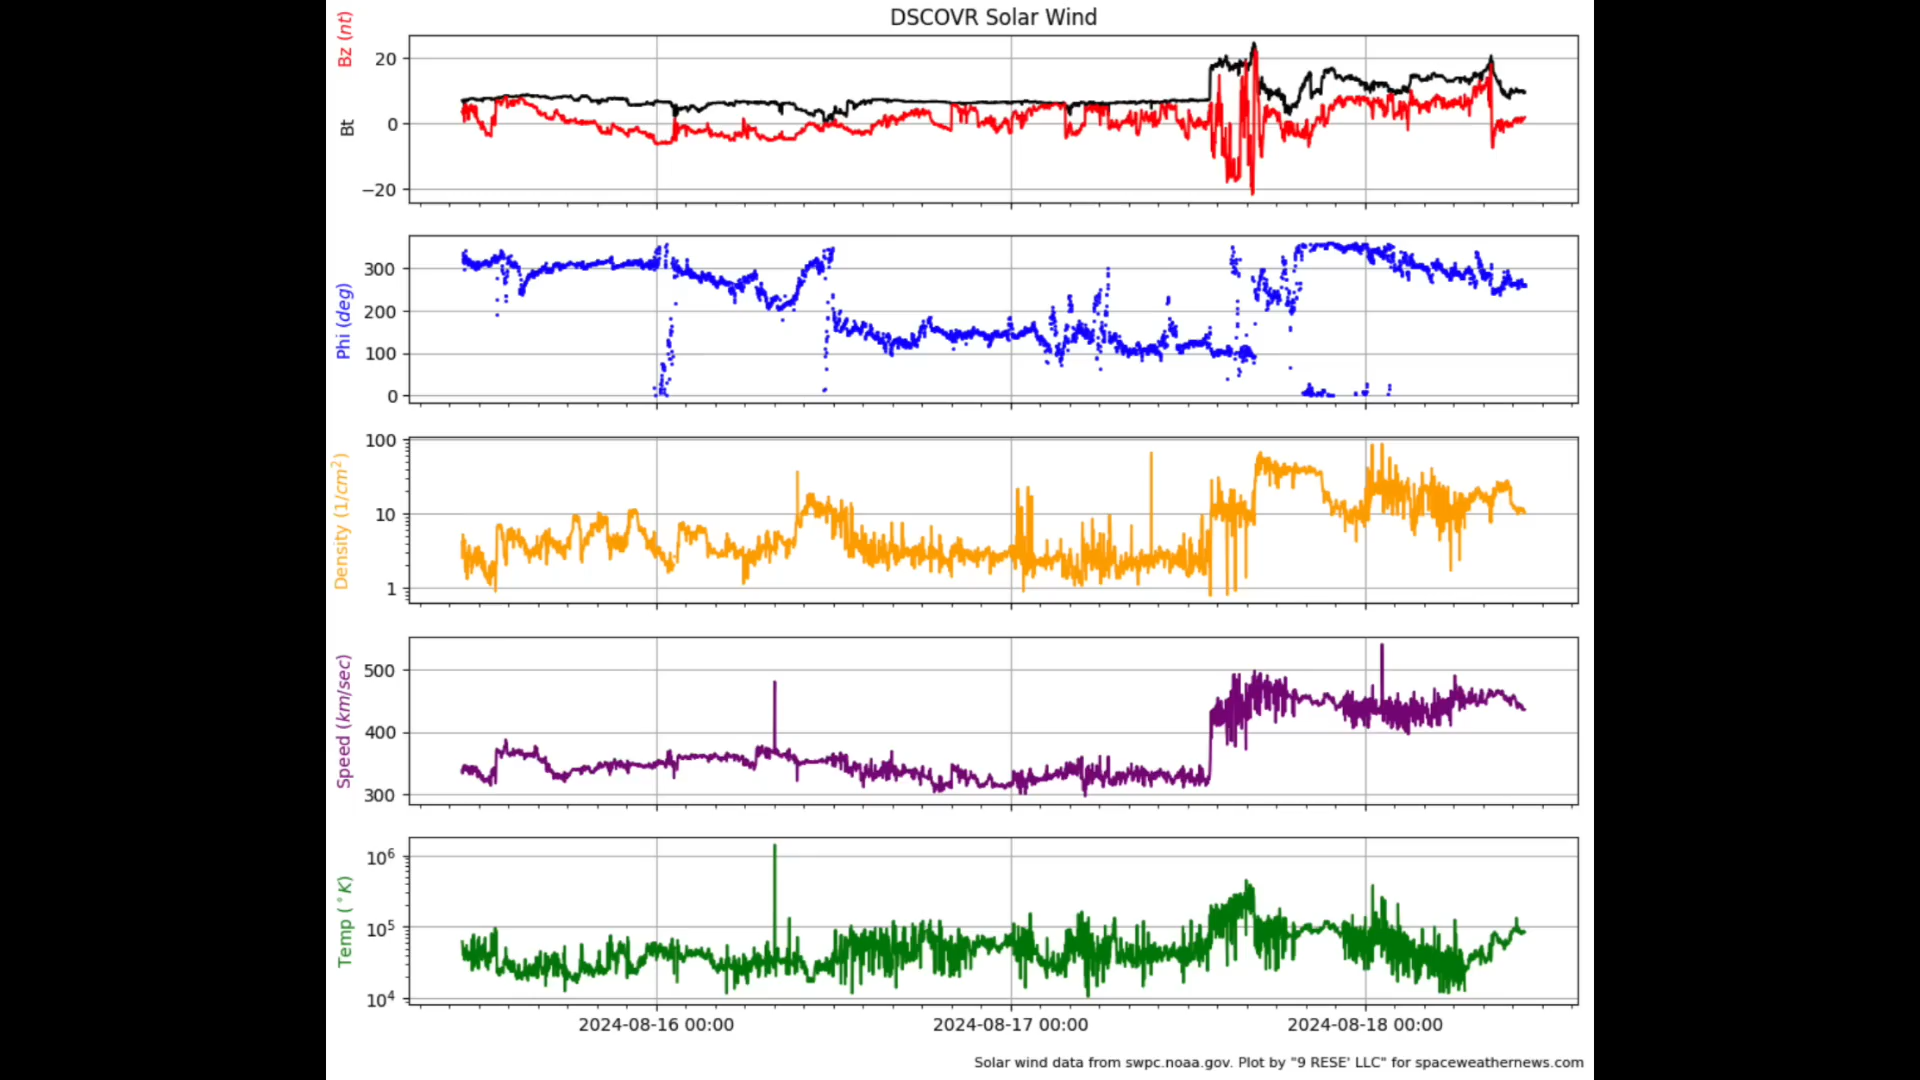 DSCOVR Solar Wind
Bt Bz (nt)
20
0
−20
Phi (deg)
300
200
100
0
Density (1/cm²)
100
10
1
Speed (km/sec)
500
400
300
Temp (°K)
10⁶
10⁵
10⁴
2024-08-16 00:00 2024-08-17 00:00 2024-08-18 00:00
Solar wind data from swpc.noaa.gov. Plot by "9 RESE' LLC" for spaceweathernews.com